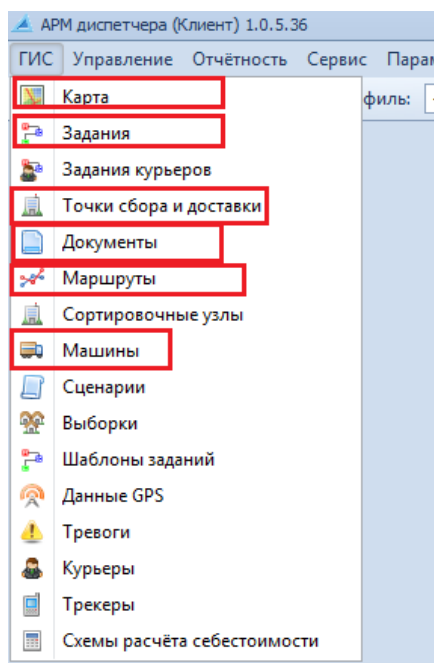 АРМ диспетчера (Клиент) 1.0.5.36
ГИС Управление Отчётность Сервис
Карта
филь:
Задания
Задания курьеров
Точки сбора и доставки
Документы
Маршруты
Сортировочные узлы
Машины
Сценарии
Выборки
Шаблоны заданий
Данные GPS
Тревоги
Курьеры
Трекеры
Схемы расчёта себестоимости